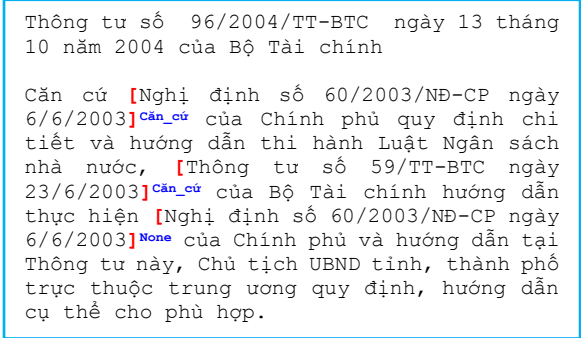 Thông tư số 96/2004/TT-BTC ngày 13 tháng
10 năm 2004 của Bộ Tài chính
Căn cứ [Nghị định số 60/2003/NĐ-CP ngày
6/6/2003]Căn_cứ của Chính phủ quy định chi
tiết và hướng dẫn thi hành Luật Ngân sách
nhà nước, [Thông tư số 59/TT-BTC ngày
23/6/2003]Căn_cứ của Bộ Tài chính hướng dẫn
thực hiện [Nghị định số 60/2003/NĐ-CP ngày
6/6/2003]None của Chính phủ và hướng dẫn tại
Thông tư này, Chủ tịch UBND tỉnh, thành phố
trực thuộc trung ương quy định, hướng dẫn
cụ thể cho phù hợp.